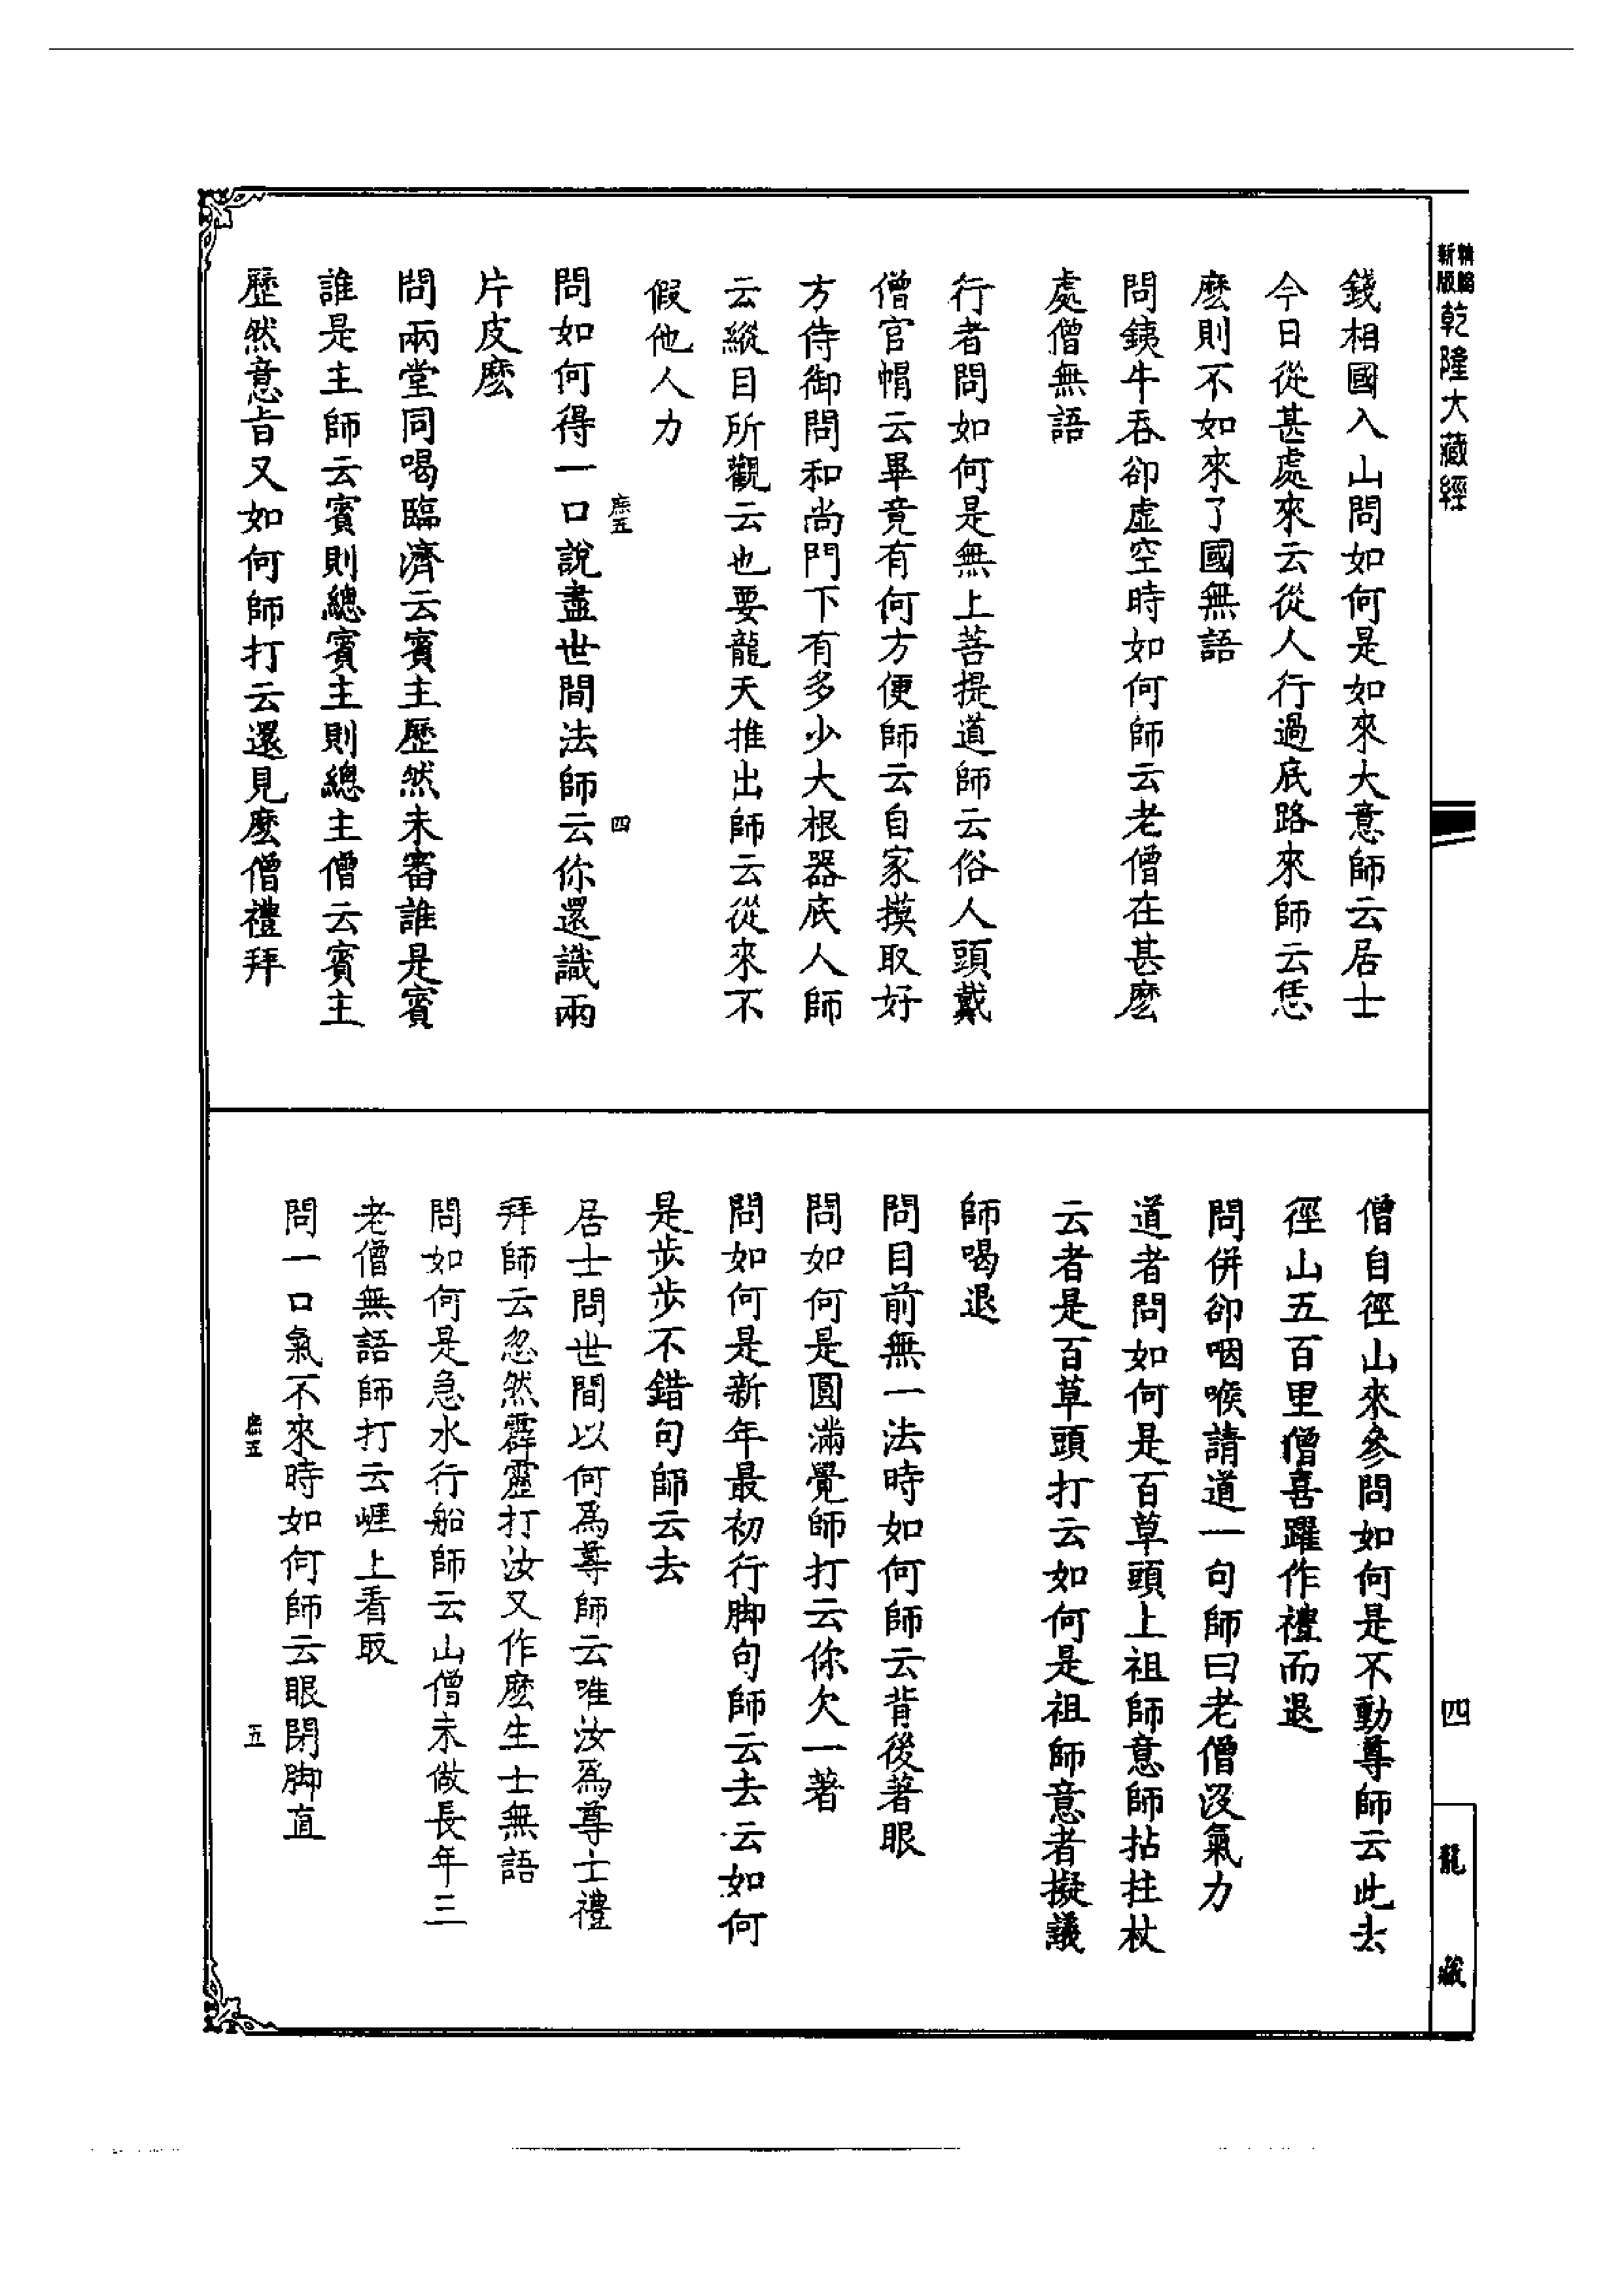 新編
縮版
乾隆大藏經
錢相國入山問如何是如來大意師云居士
今日從甚處來云從人行過底路來師云恁
麽則不如來了國無語
問銕牛吞卻虛空時如何師云老僧在甚麽
處僧無語
行者問如何是無上菩提道師云俗人頭戴
僧官帽云畢竟有何方便師云自家摸取好
方侍御問和尚門下有多少大根器底人師
云縱目所觀云也要龍天推出師云從來不
假他人力
庶五 四
問如何得一口說盡世間法師云你還識兩
片皮麽
問兩堂同喝臨濟云賓主歷然未審誰是賓
誰是主師云賓則總賓主則總主僧云賓主
歷然意旨又如何師打云還見麽僧禮拜
僧自徑山來參問如何是不動尊師云此去
徑山五百里僧喜躍作禮而退
問併卻咽喉請道一句師曰老僧沒氣力
道者問如何是百草頭上祖師意師拈拄杖
云者是百草頭打云如何是祖師意者擬議
師喝退
問目前無一法時如何師云背後著眼
問如何是圓滿覺師打云你欠一著
問如何是新年最初行脚句師云去云如何
是步步不錯句師云去
居士問世間以何爲尊師云唯汝爲尊士禮
拜師云忽然霹靂打汝又作麽生士無語
問如何是急水行船師云山僧未做長年三
老僧無語師打云崕上看取
問一口氣不來時如何師云眼閉脚直
庶五 五
四
龍藏